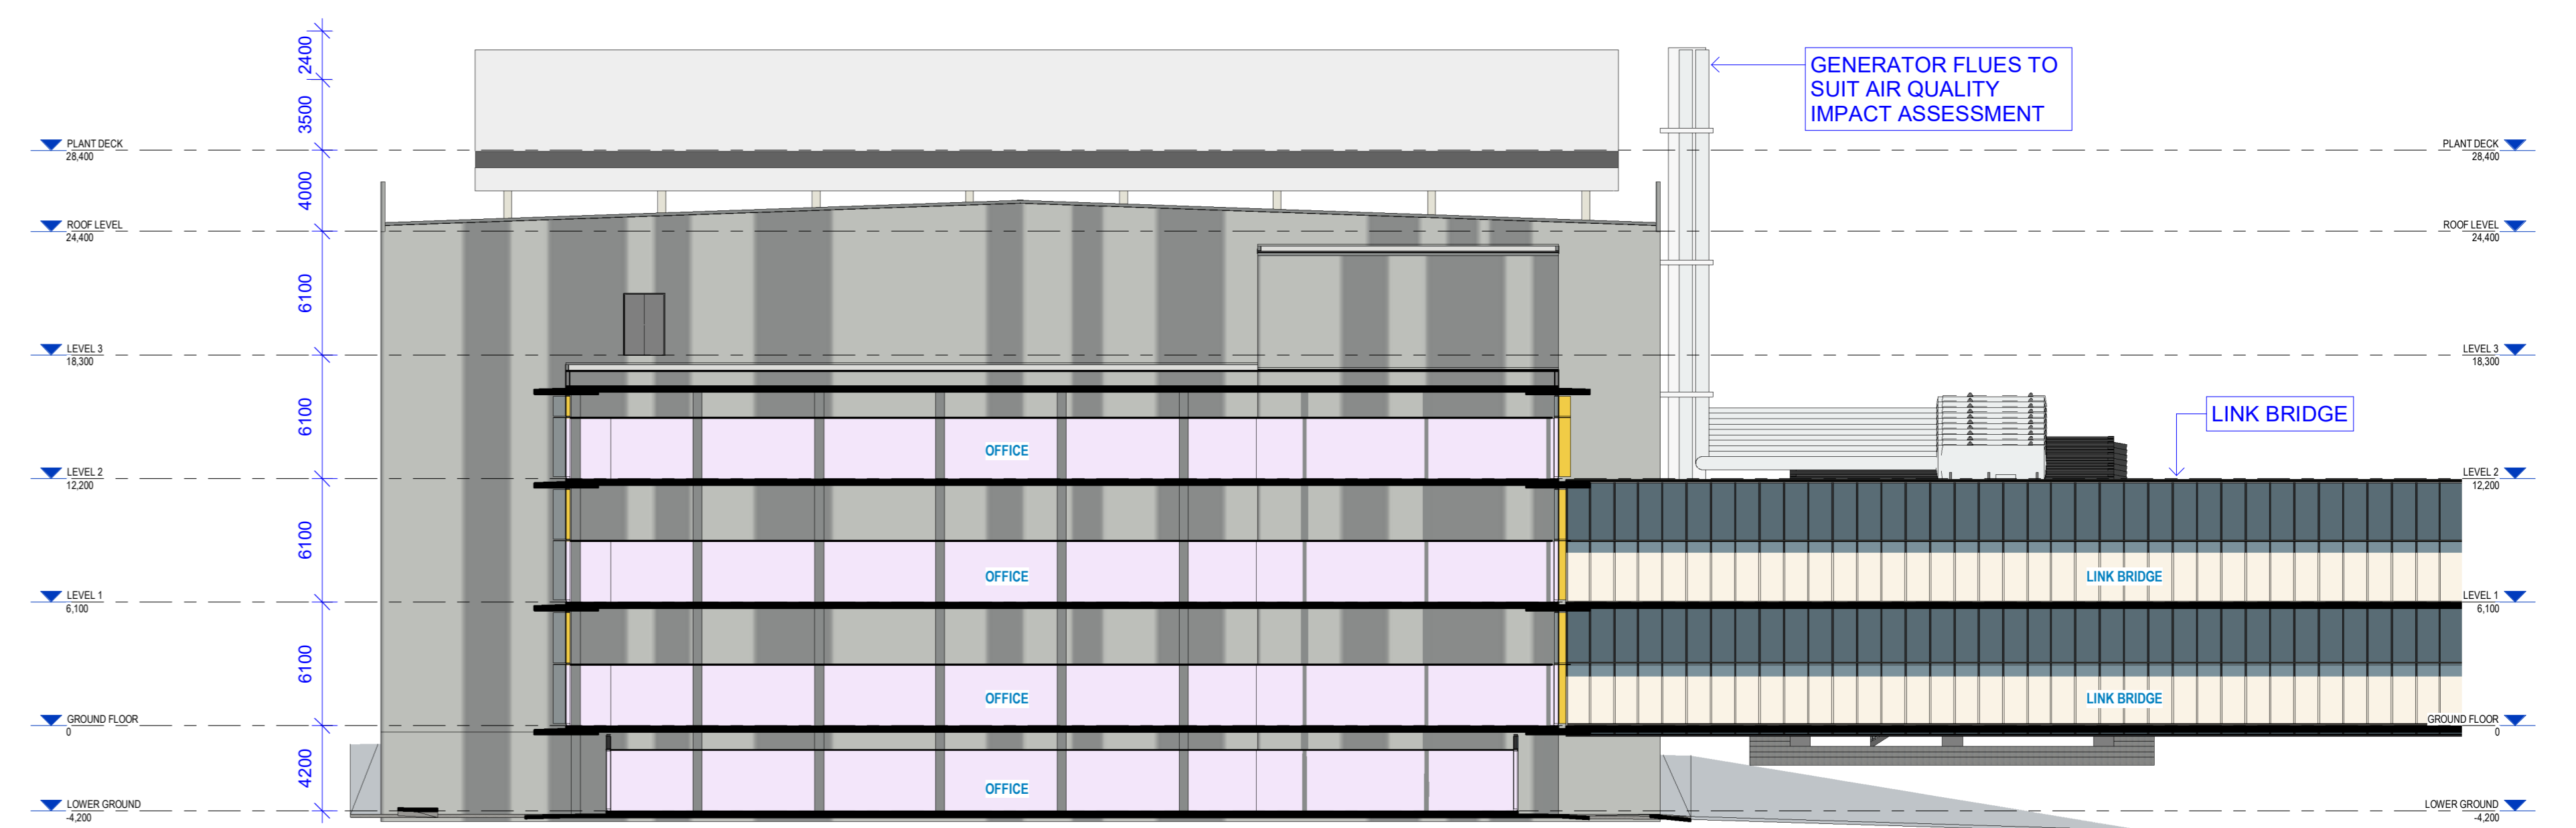 2400
3500
4000
6100
6100
6100
6100
4200
PLANT DECK
28,400
ROOF LEVEL
24,400
LEVEL 3
18,300
LEVEL 2
12,200
LEVEL 1
6,100
GROUND FLOOR
0
LOWER GROUND
-4,200
GENERATOR FLUES TO
SUIT AIR QUALITY
IMPACT ASSESSMENT
LINK BRIDGE
OFFICE
OFFICE
OFFICE
OFFICE
LINK BRIDGE
LINK BRIDGE
PLANT DECK
28,400
ROOF LEVEL
24,400
LEVEL 3
18,300
LEVEL 2
12,200
LEVEL 1
6,100
GROUND FLOOR
0
LOWER GROUND
-4,200